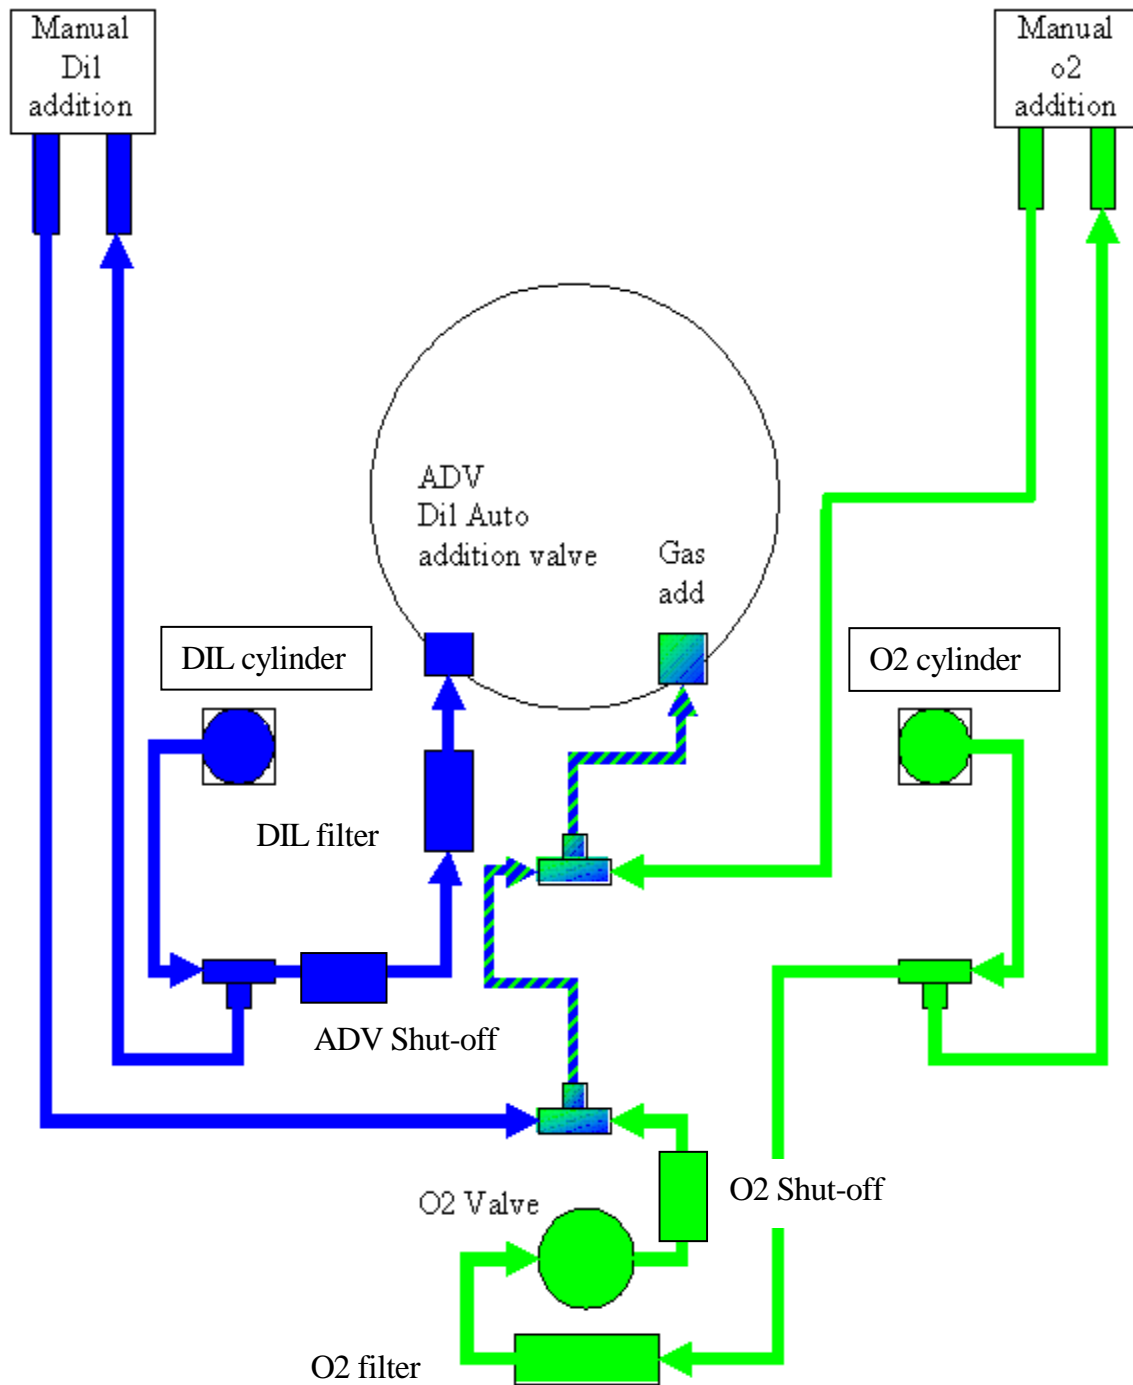 Manual
Dil
addition
Manual
o2
addition
ADV
Dil Auto
addition valve
Gas
add
DIL cylinder
O2 cylinder
DIL filter
ADV Shut-off
O2 Shut-off
O2 Valve
O2 filter